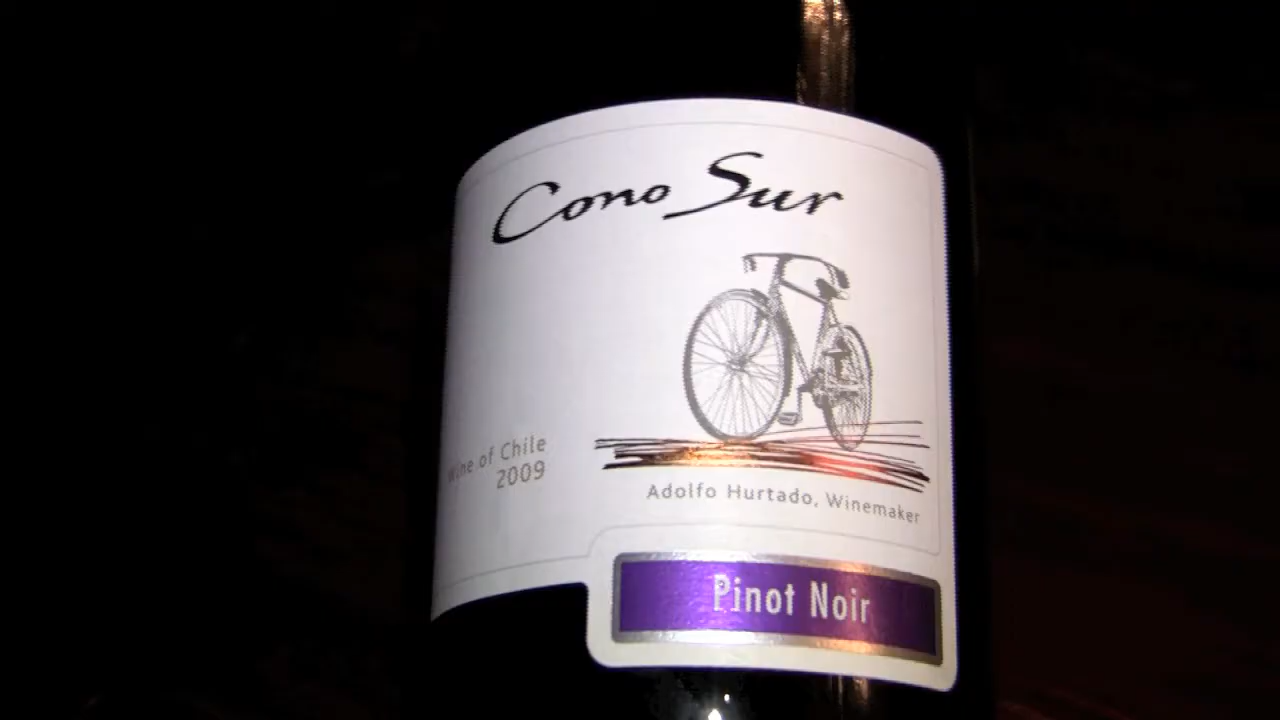 Cono Sur
Wine of Chile
2009
Adolfo Hurtado, Winemaker
Pinot Noir